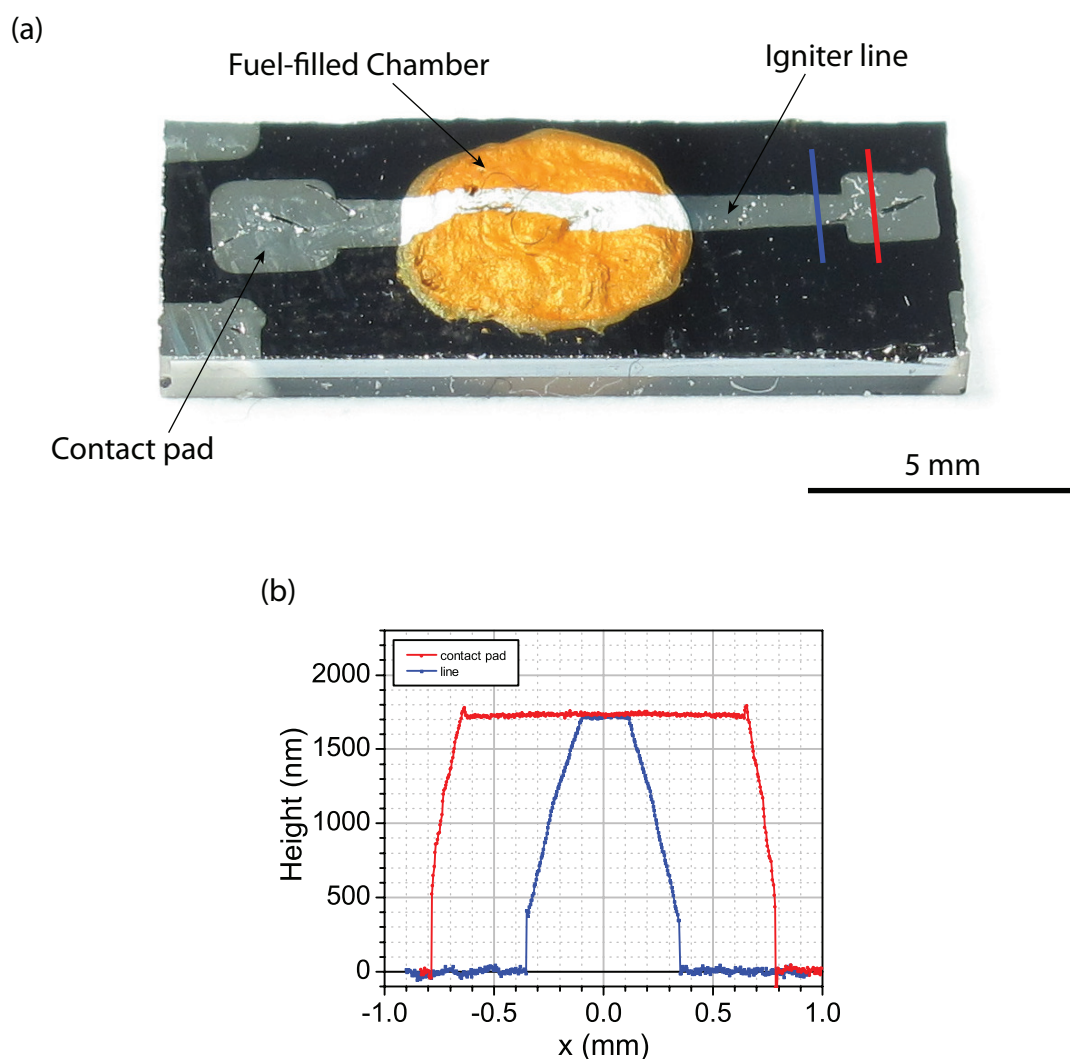 (a)
Fuel-filled Chamber
Igniter line
Contact pad
5 mm
(b)
contact pad
line
Height (nm)
2000
1500
1000
500
0
-1.0
-0.5
0.0
0.5
1.0
x (mm)